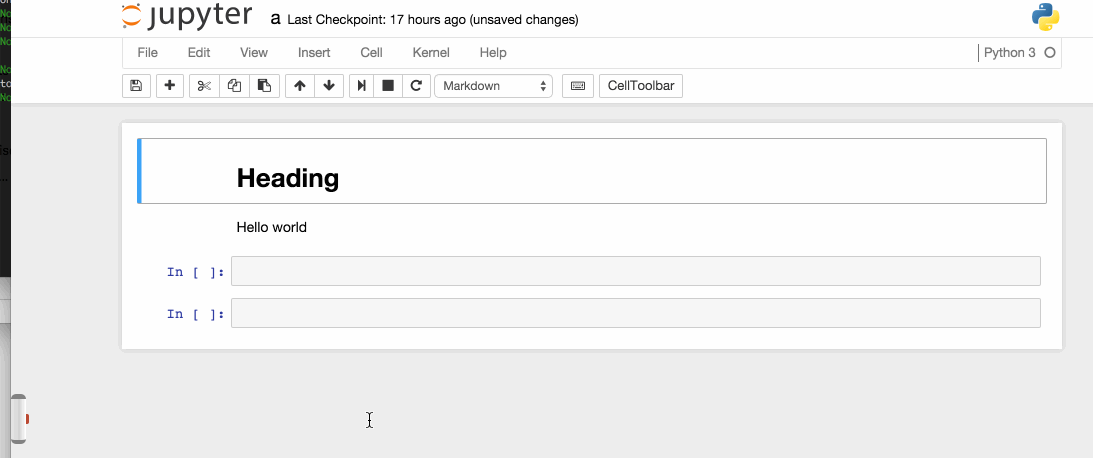 jupyter a Last Checkpoint: 17 hours ago (unsaved changes)
File Edit View Insert Cell Kernel Help Python 3
Markdown CellToolbar
Heading
Hello world
In [ ]:
In [ ]: